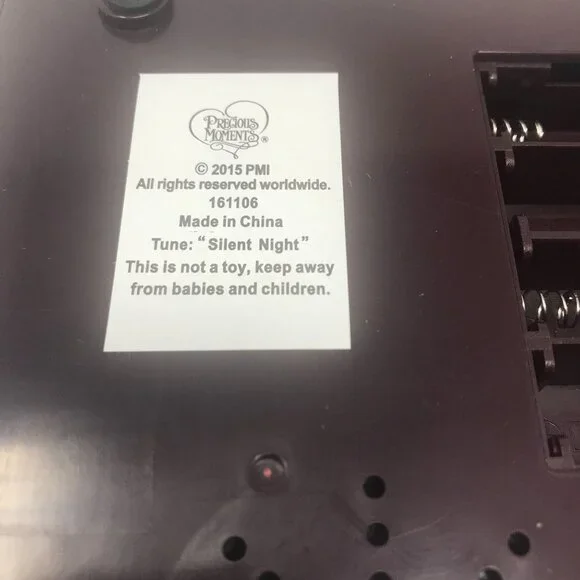 Precious
Moments®
© 2015 PMI
All rights reserved worldwide.
161106
Made in China
Tune: “Silent Night”
This is not a toy, keep away
from babies and children.